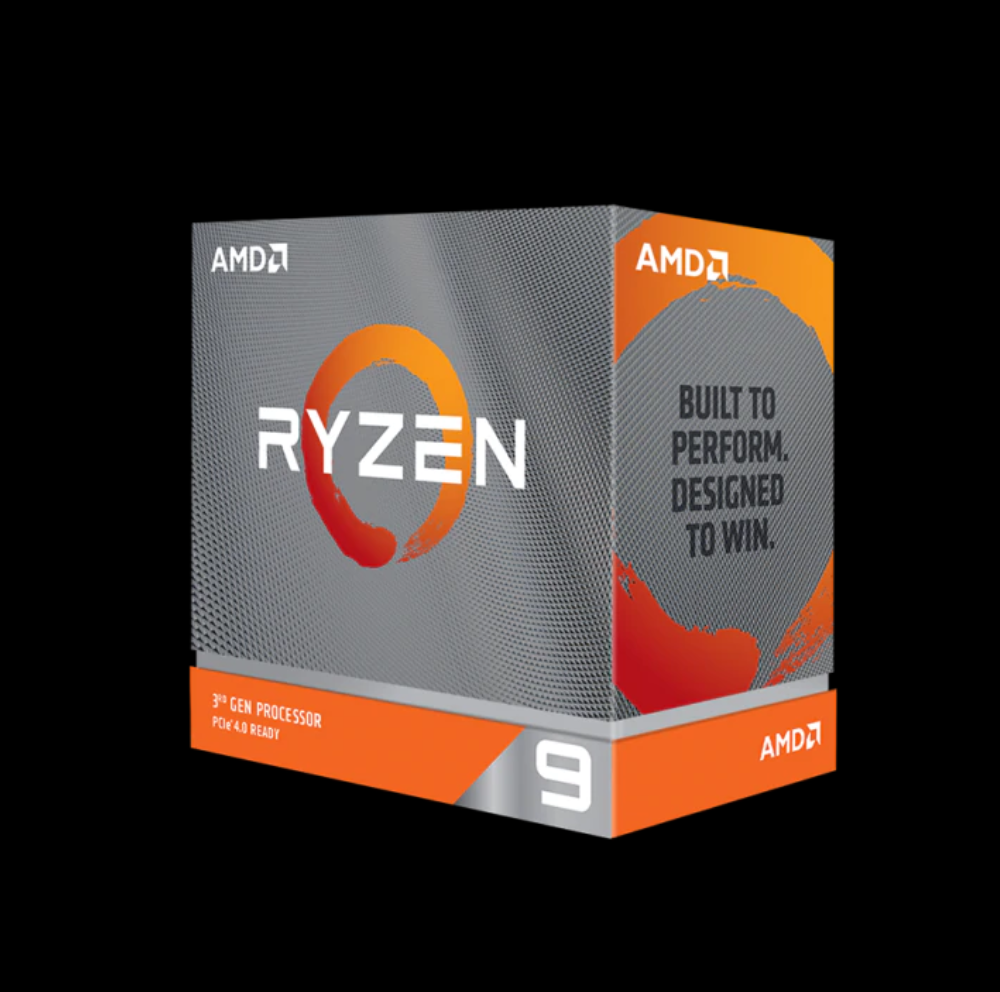 AMD
RYZEN
3RD GEN PROCESSOR
PCIe® 4.0 READY
9
AMD
BUILT TO
PERFORM.
DESIGNED
TO WIN.
AMD